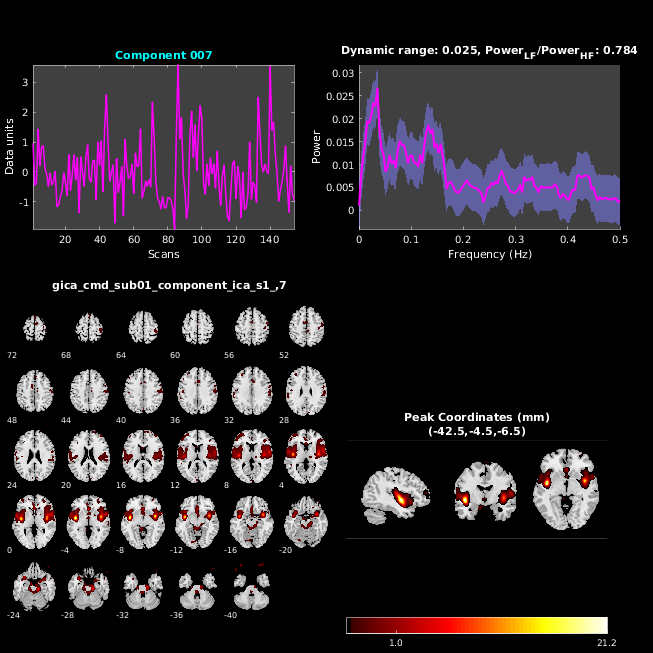 Component 007
Data units
3
2
1
0
-1
20 40 60 80 100 120 140
Scans
Dynamic range: 0.025, PowerLF/PowerHF: 0.784
Power
0.03
0.025
0.02
0.015
0.01
0.005
0
0 0.1 0.2 0.3 0.4 0.5
Frequency (Hz)
gica_cmd_sub01_component_ica_s1_,7
72 68 64 60 56 52
48 44 40 36 32 28
24 20 16 12 8 4
0 -4 -8 -12 -16 -20
-24 -28 -32 -36 -40
Peak Coordinates (mm)
(-42.5,-4.5,-6.5)
1.0 21.2